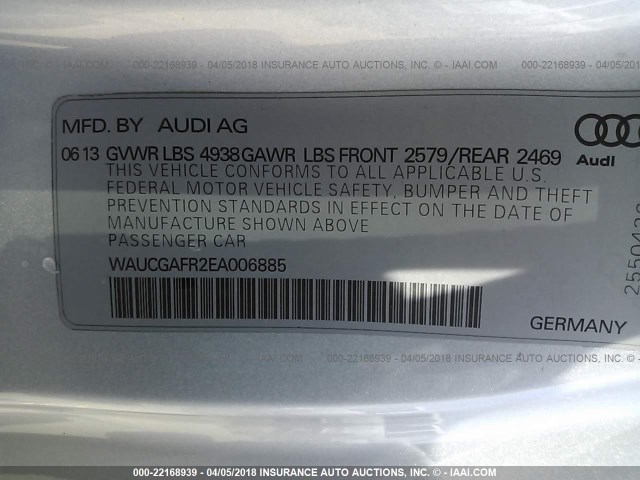 000-22168939 - 04/05/2018 INSURANCE AUTO AUCTIONS, INC. - © IAAI.COM
MFD. BY AUDI AG
06 13 GVWR LBS 4938 GAWR LBS FRONT 2579/REAR 2469
Audi
THIS VEHICLE CONFORMS TO ALL APPLICABLE U.S.
FEDERAL MOTOR VEHICLE SAFETY, BUMPER AND THEFT
PREVENTION STANDARDS IN EFFECT ON THE DATE OF
MANUFACTURE SHOWN ABOVE
PASSENGER CAR
WAUCGAFR2EA006885
GERMANY
000-22168939 - 04/05/2018 INSURANCE AUTO AUCTIONS, INC. - © IAAI.COM
000-22168939 - 04/05/2018 INSURANCE AUTO AUCTIONS, INC. - © IAAI.COM